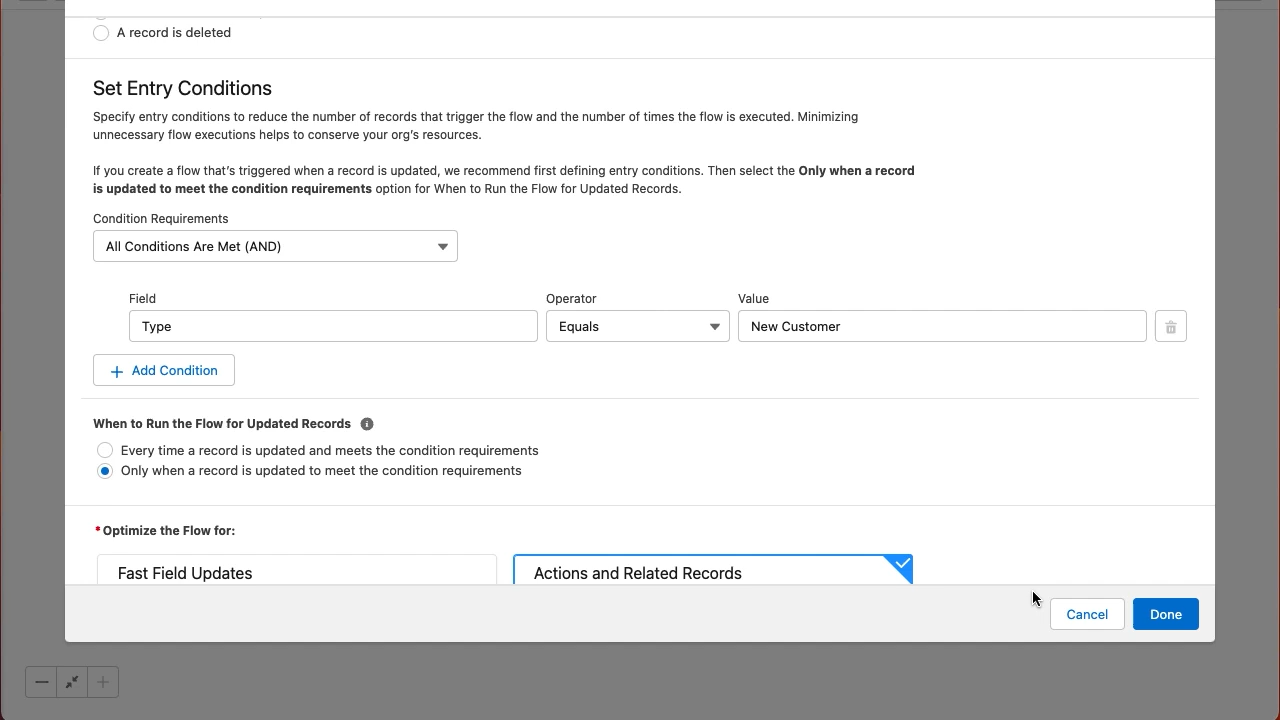 A record is deleted
Set Entry Conditions
Specify entry conditions to reduce the number of records that trigger the flow and the number of times the flow is executed. Minimizing
unnecessary flow executions helps to conserve your org's resources.
If you create a flow that's triggered when a record is updated, we recommend first defining entry conditions. Then select the Only when a record
is updated to meet the condition requirements option for When to Run the Flow for Updated Records.
Condition Requirements
All Conditions Are Met (AND)
Field Operator Value
Type Equals New Customer
+ Add Condition
When to Run the Flow for Updated Records
Every time a record is updated and meets the condition requirements
Only when a record is updated to meet the condition requirements
* Optimize the Flow for:
Fast Field Updates Actions and Related Records
Cancel Done